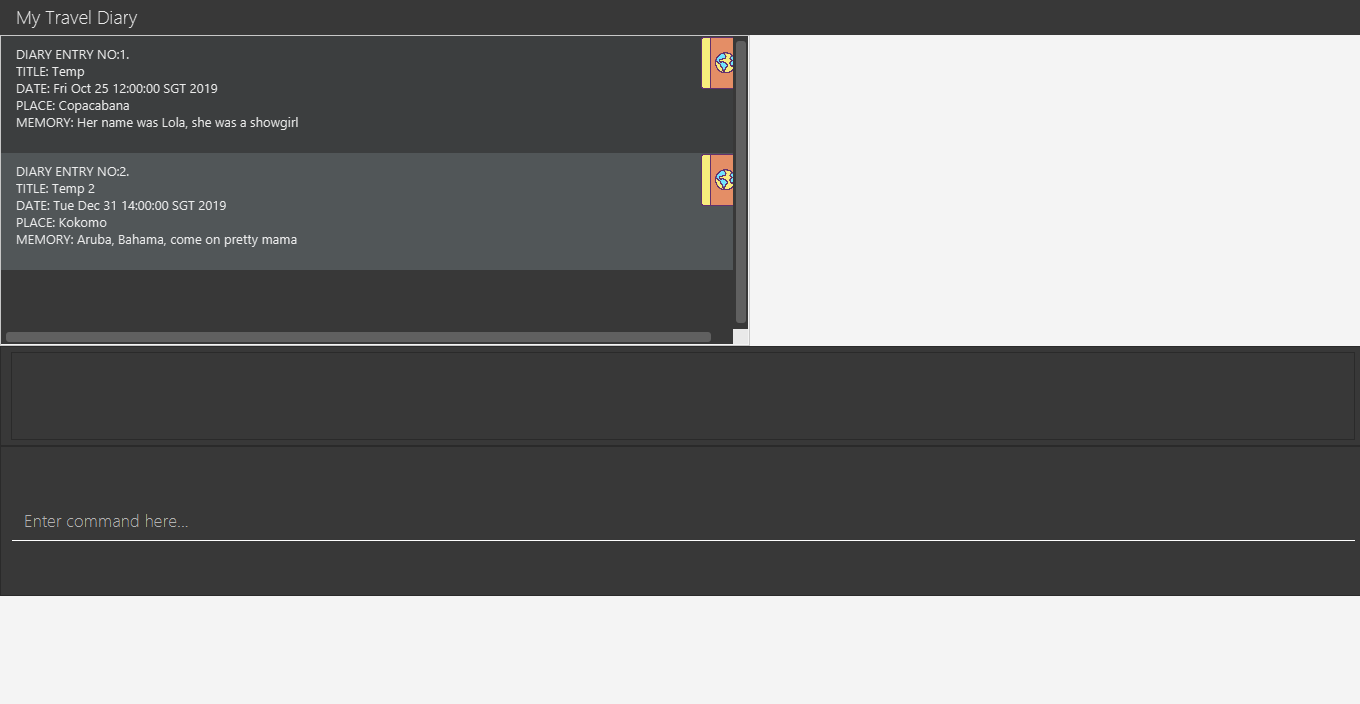 My Travel Diary
DIARY ENTRY NO:1.
TITLE: Temp
DATE: Fri Oct 25 12:00:00 SGT 2019
PLACE: Copacabana
MEMORY: Her name was Lola, she was a showgirl
DIARY ENTRY NO:2.
TITLE: Temp 2
DATE: Tue Dec 31 14:00:00 SGT 2019
PLACE: Kokomo
MEMORY: Aruba, Bahama, come on pretty mama
Enter command here...